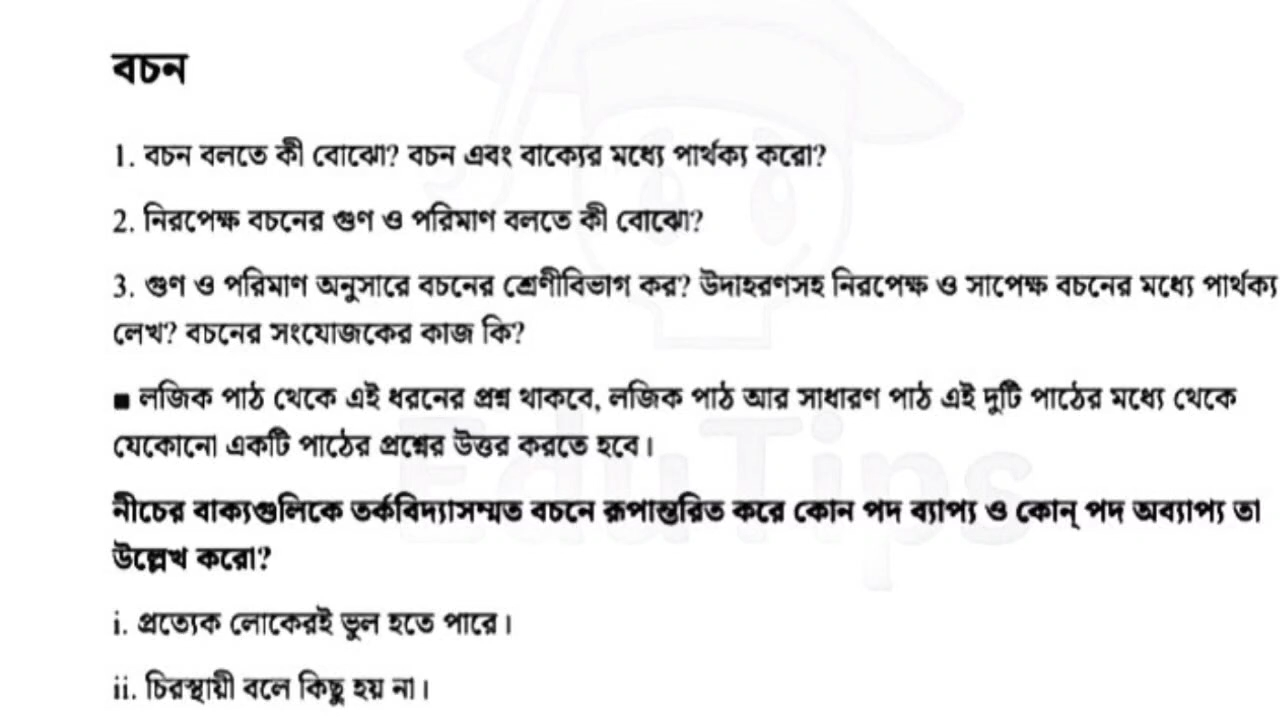 বচন
1. বচন বলতে কী বোঝো? বচন এবং বাক্যের মধ্যে পার্থক্য করো?
2. নিরপেক্ষ বচনের গুণ ও পরিমাণ বলতে কী বোঝো?
3. গুণ ও পরিমাণ অনুসারে বচনের শ্রেণীবিভাগ কর? উদাহরণসহ নিরপেক্ষ ও সাপেক্ষ বচনের মধ্যে পার্থক্য
লেখ? বচনের সংযোজকের কাজ কি?
■ লজিক পাঠ থেকে এই ধরনের প্রশ্ন থাকবে, লজিক পাঠ আর সাধারণ পাঠ এই দুটি পাঠের মধ্যে থেকে
যেকোনো একটি পাঠের প্রশ্নের উত্তর করতে হবে।
EduTips
নীচের বাক্যগুলিকে তর্কবিদ্যাসম্মত বচনে রূপান্তরিত করে কোন পদ ব্যাপ্য ও কোন্ পদ অব্যাপ্য তা
উল্লেখ করো?
i. প্রত্যেক লোকেরই ভুল হতে পারে।
ii. চিরস্থায়ী বলে কিছু হয় না।